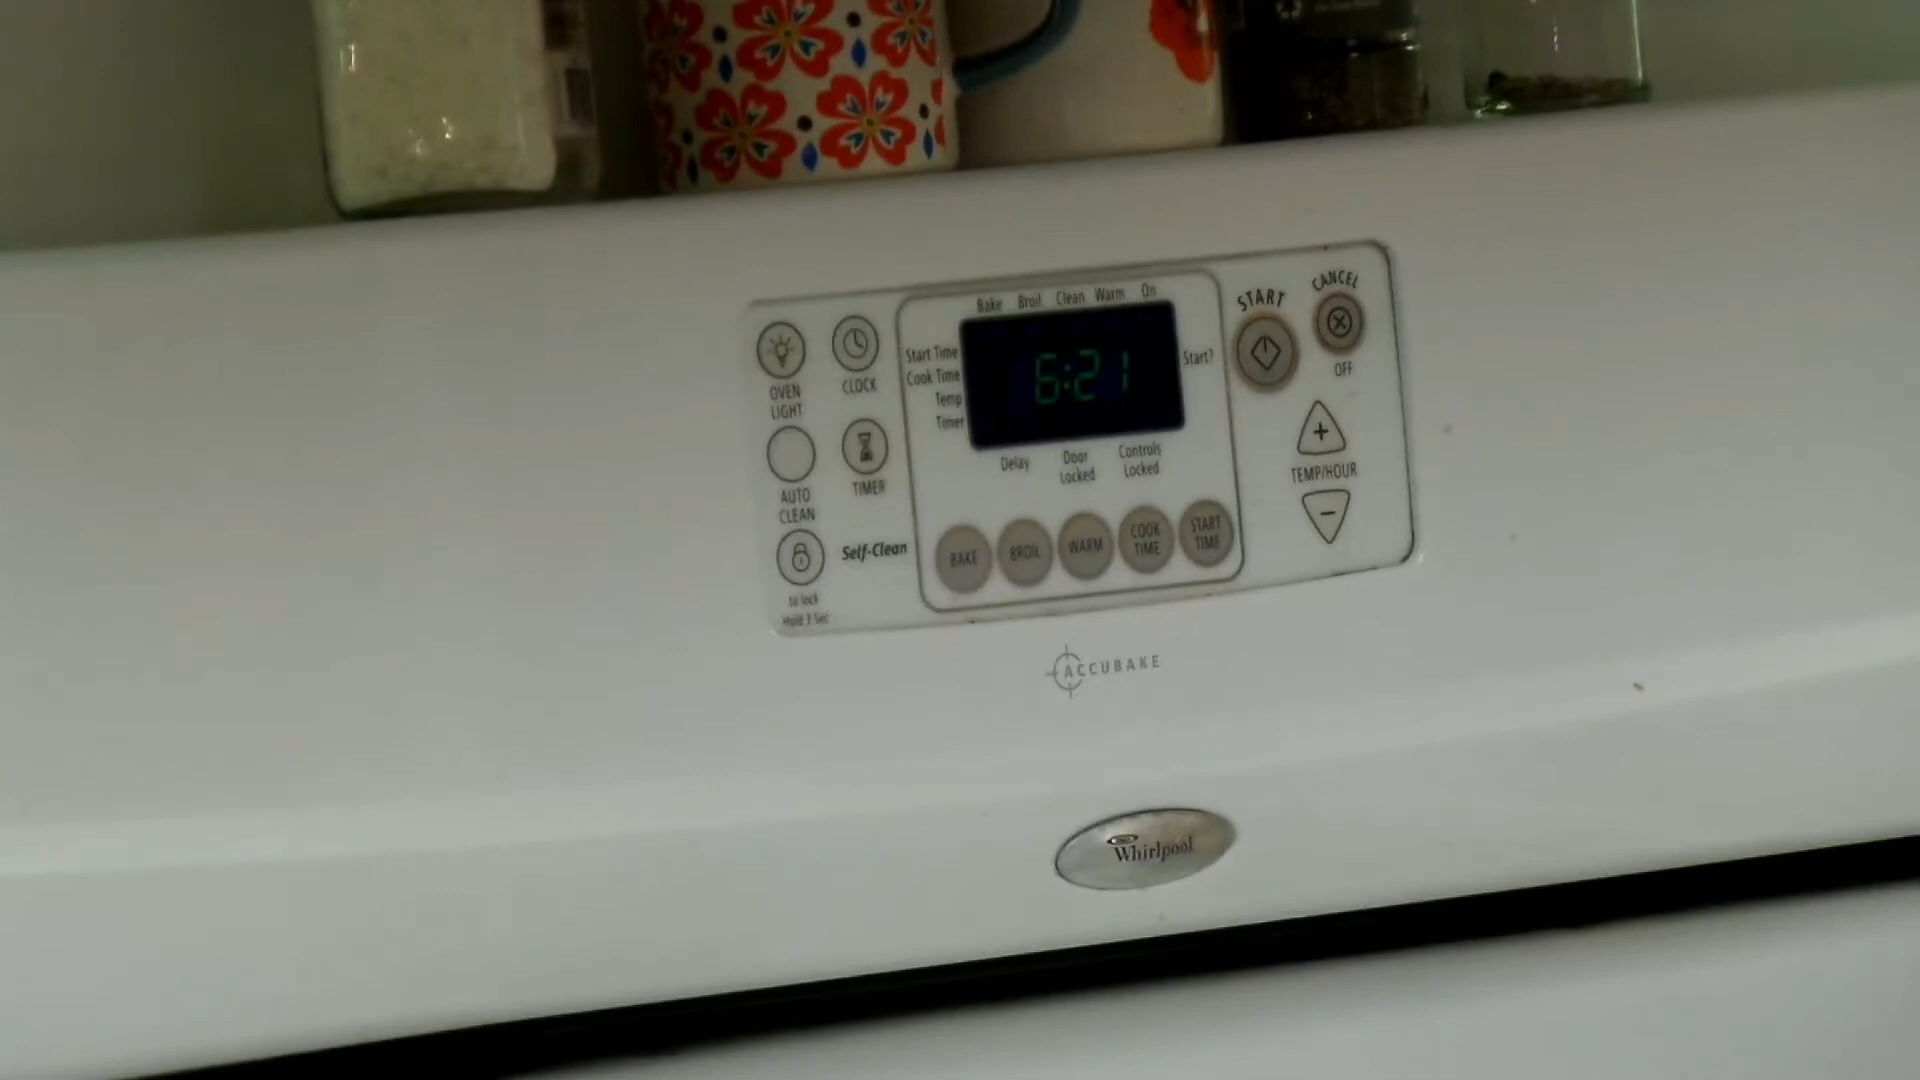 Bake Broil Clean Warm On
Start Time
Cook Time
Temp
Timer
6:21
Start?
Delay
Door
Locked
Controls
Locked
OVEN
LIGHT
CLOCK
AUTO
CLEAN
TIMER
Self-Clean
to lock
Hold 3 Sec
BAKE
BROIL
WARM
COOK
TIME
START
TIME
START
CANCEL
OFF
+
TEMP/HOUR
-
ACCUBAKE
Whirlpool